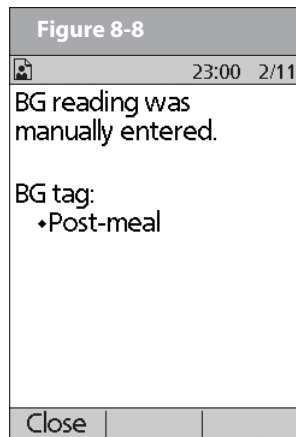 Figure 8-8
23:00 2/11
BG reading was
manually entered.
BG tag:
•Post-meal
Close